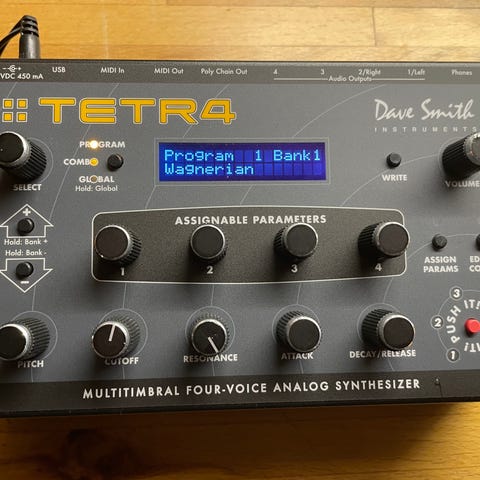 VDC 450 mA
USB
MIDI In
MIDI Out
Poly Chain Out
4
3
2/Right
1/Left
Phones
Audio Outputs
TETR4
Dave Smith
INSTRUMENTS
PROGRAM
COMBO
GLOBAL
Hold: Global
Program 1 Bank1
Wagnerian
SELECT
WRITE
VOLUME
+
Hold: Bank +
Hold: Bank -
-
ASSIGNABLE PARAMETERS
1
2
3
4
ASSIGN
PARAMS
PUSH IT!
3
2
1
PITCH
CUTOFF
RESONANCE
ATTACK
DECAY/RELEASE
MULTITIMBRAL FOUR-VOICE ANALOG SYNTHESIZER